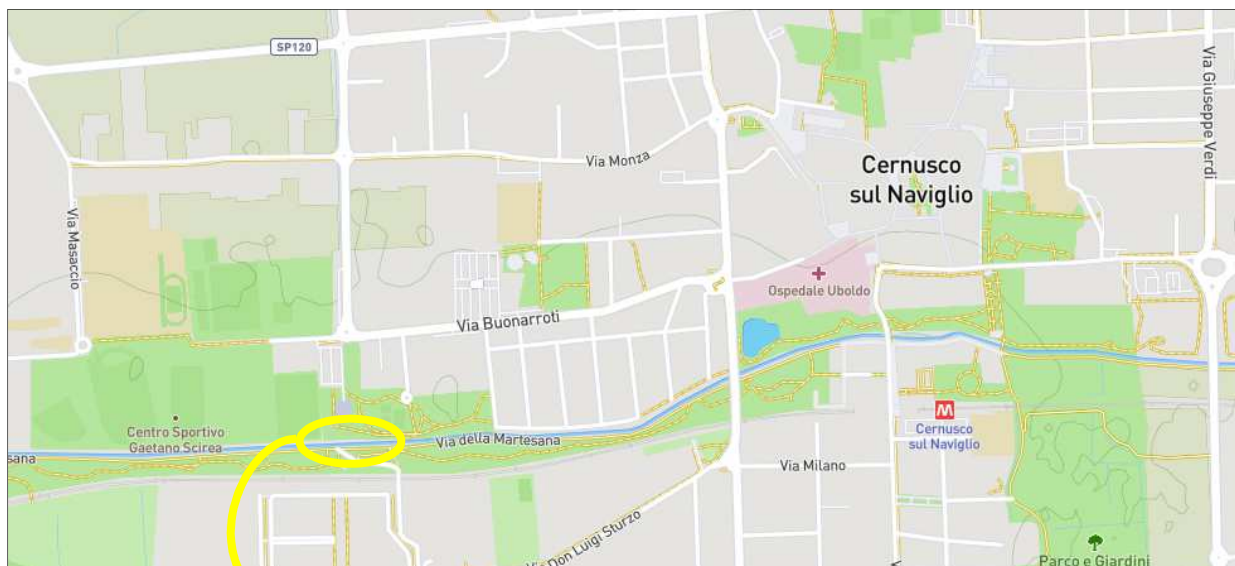 SP120
Via Giuseppe Verdi
Via Monza
Cernusco
sul Naviglio
Via Masaccio
Ospedale Uboldo
Via Buonarroti
M
Centro Sportivo
Gaetano Scirea
Via della Martesana
Cernusco
sul Naviglio
sana
Via Milano
Via Don Luigi Sturzo
Parco e Giardini